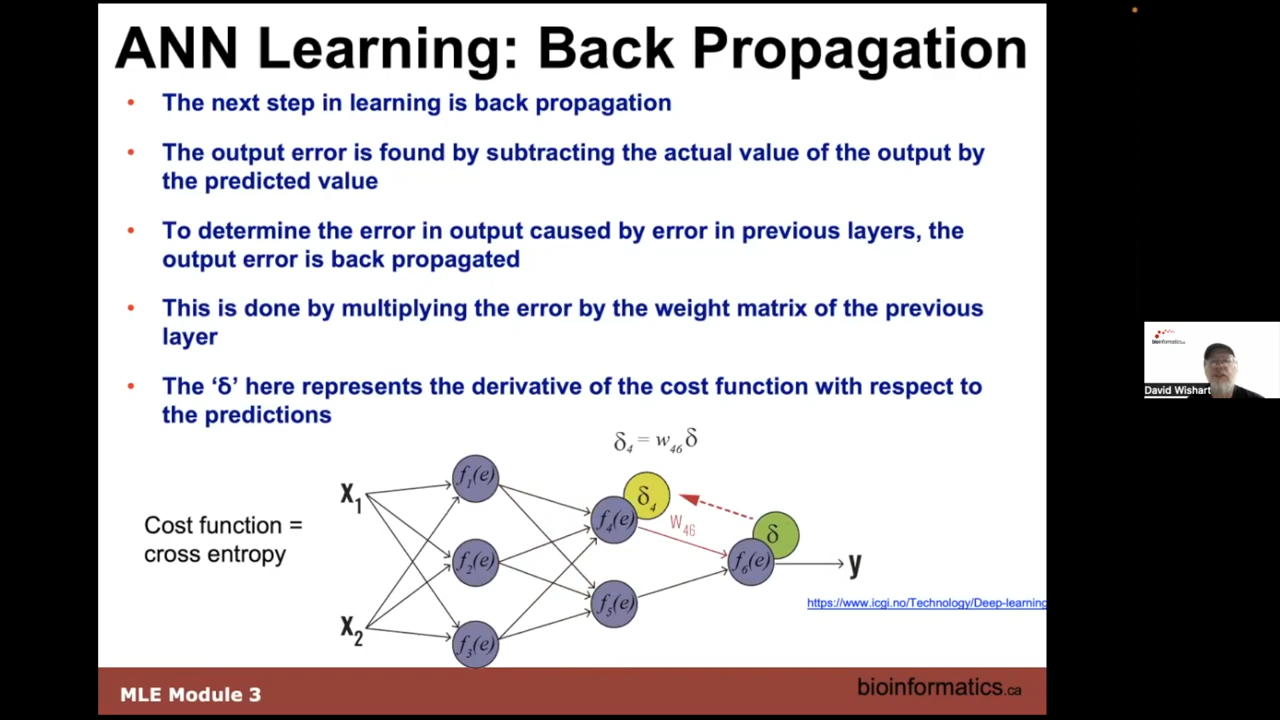 ANN Learning: Back Propagation
• The next step in learning is back propagation
• The output error is found by subtracting the actual value of the output by
the predicted value
• To determine the error in output caused by error in previous layers, the
output error is back propagated
• This is done by multiplying the error by the weight matrix of the previous
layer
• The ‘δ’ here represents the derivative of the cost function with respect to
the predictions
δ₄ = w₄₆δ
Cost function =
cross entropy
X₁
X₂
f₁(e)
f₂(e)
f₃(e)
f₄(e)
f₅(e)
δ₄
W₄₆
δ
f₆(e)
y
https://www.icgi.no/Technology/Deep-learning
MLE Module 3
bioinformatics.ca
bioinformatics.ca
David Wishart